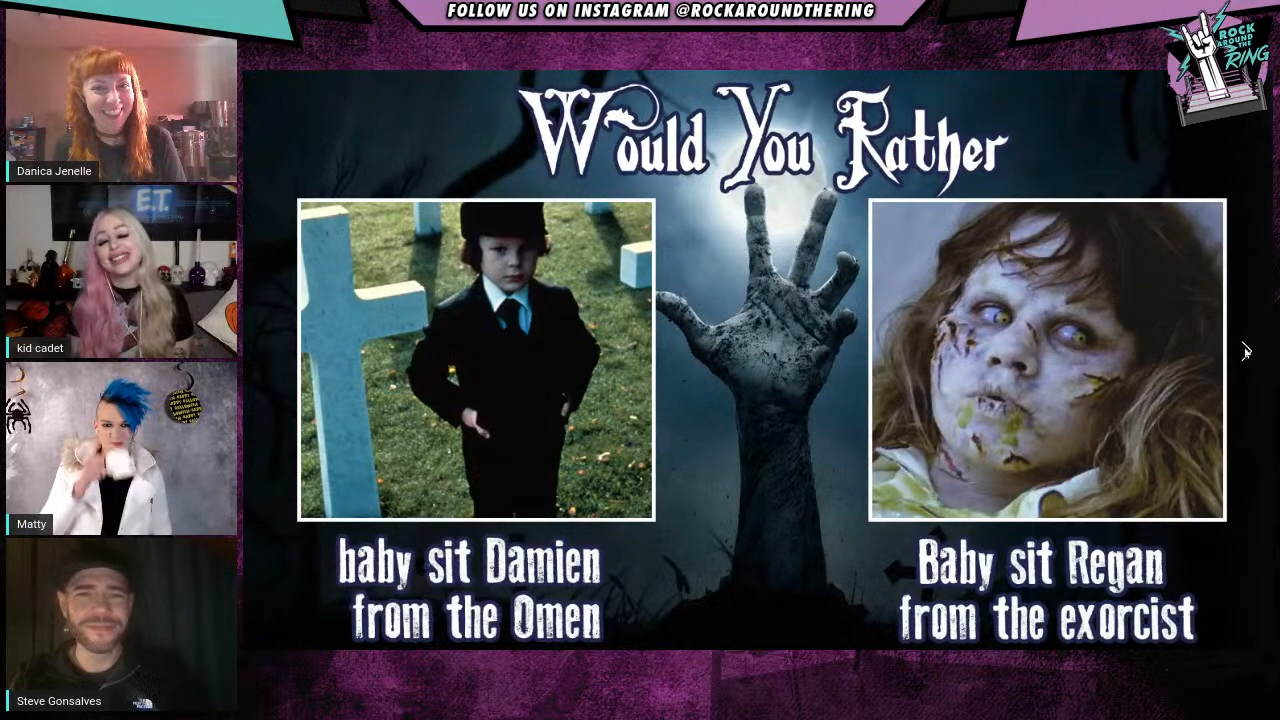 FOLLOW US ON INSTAGRAM @ROCKAROUNDTHERING
ROCK
AROUND
THE
RING
Danica Jenelle
E.T.
kid cadet
Matty
Steve Gonsalves
Would You Rather
baby sit Damien
from the Omen
Baby sit Regan
from the exorcist